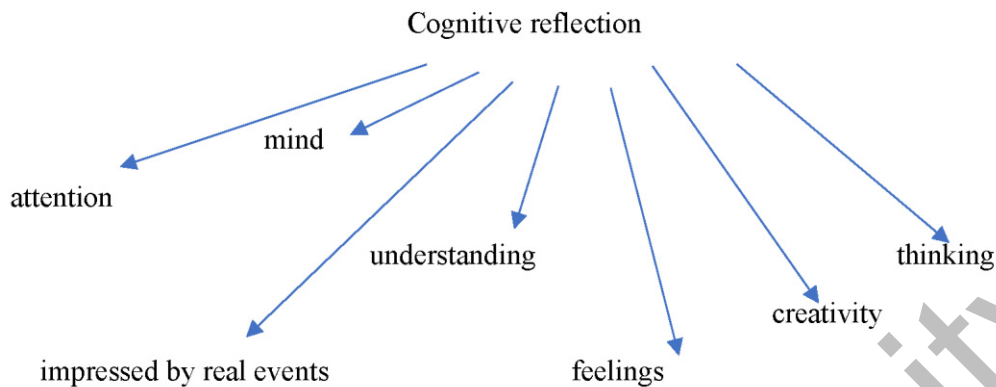 Cognitive reflection
mind
attention
understanding
thinking
creativity
impressed by real events
feelings